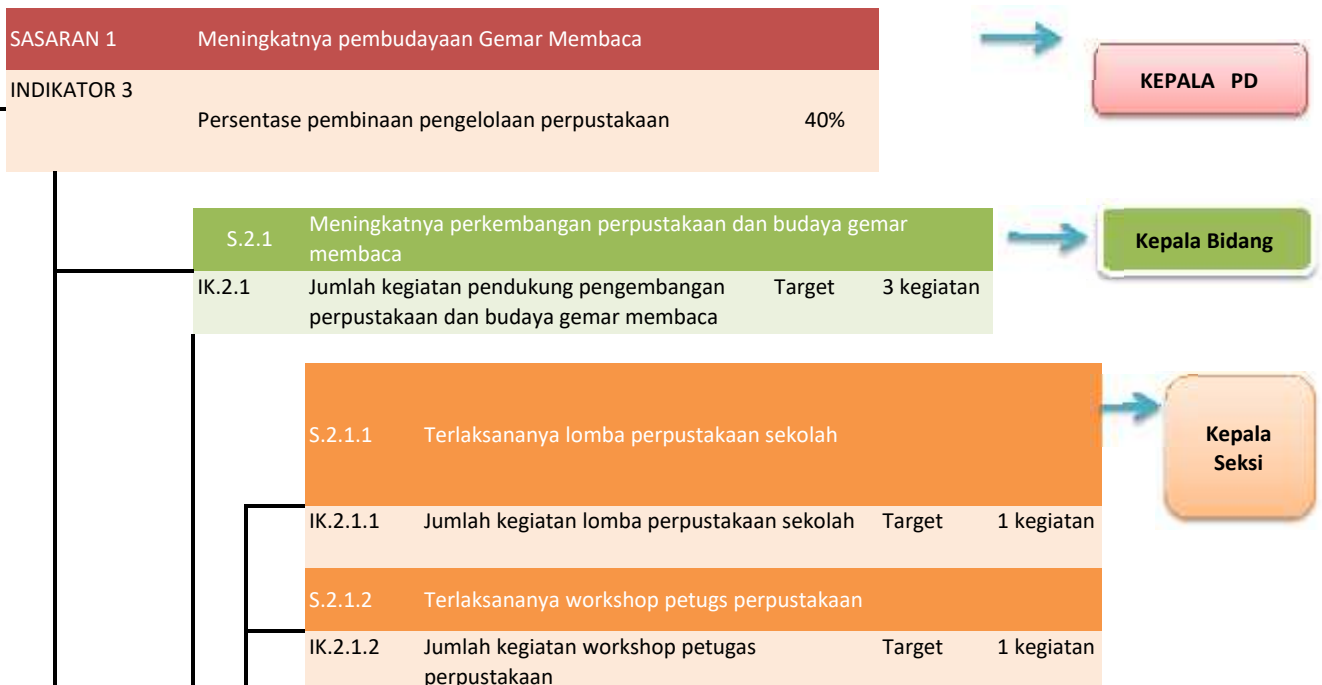 SASARAN 1 Meningkatnya pembudayaan Gemar Membaca
KEPALA PD
INDIKATOR 3
Persentase pembinaan pengelolaan perpustakaan 40%
S.2.1 Meningkatnya perkembangan perpustakaan dan budaya gemar
membaca
Kepala Bidang
IK.2.1 Jumlah kegiatan pendukung pengembangan Target 3 kegiatan
perpustakaan dan budaya gemar membaca
S.2.1.1 Terlaksananya lomba perpustakaan sekolah
Kepala
Seksi
IK.2.1.1 Jumlah kegiatan lomba perpustakaan sekolah Target 1 kegiatan
S.2.1.2 Terlaksananya workshop petugs perpustakaan
IK.2.1.2 Jumlah kegiatan workshop petugas Target 1 kegiatan
perpustakaan